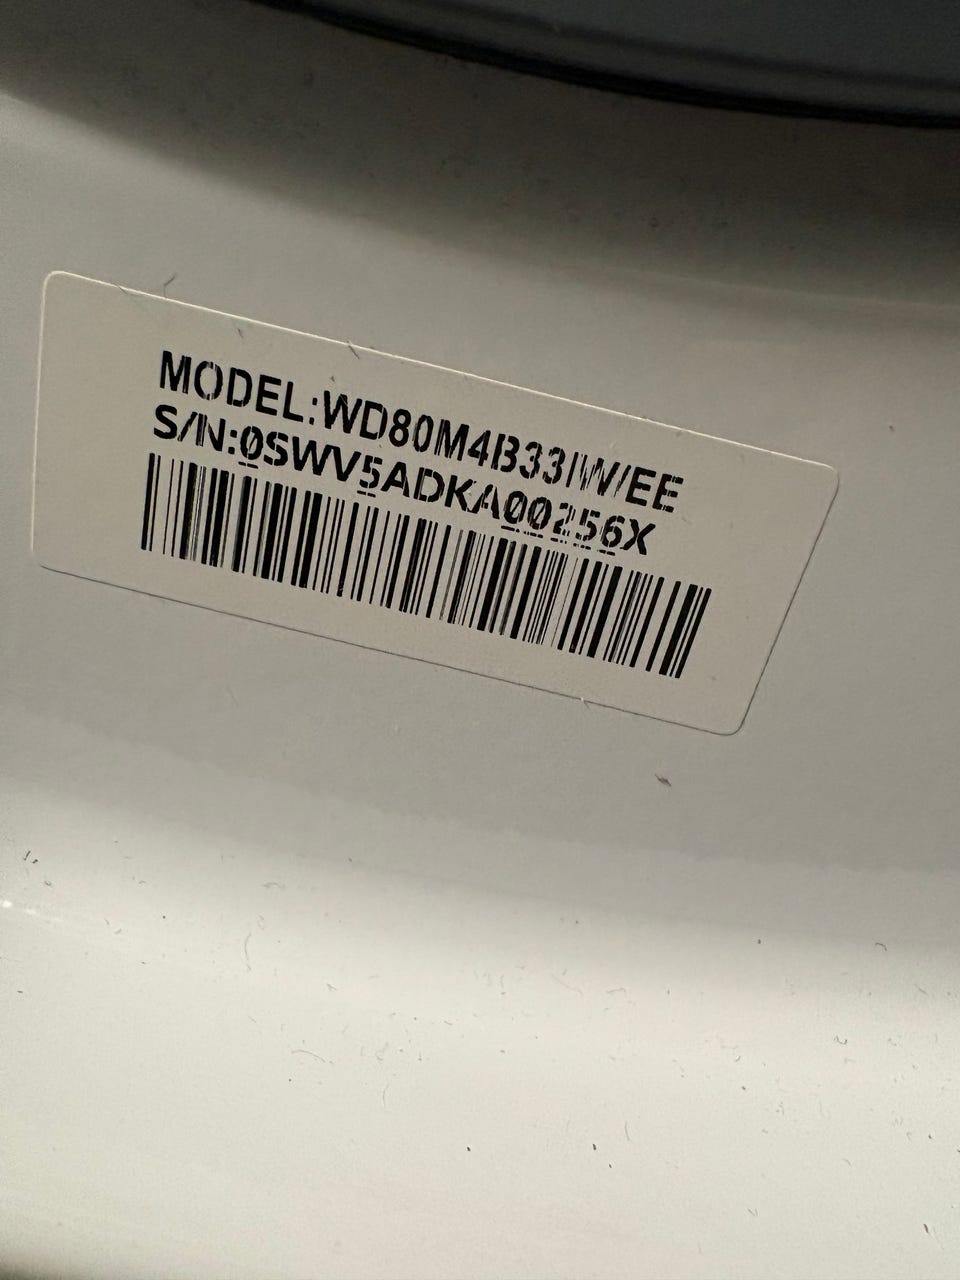 MODEL:WD80M4B33IW/EE
S/N:0SWV5ADKA00256X